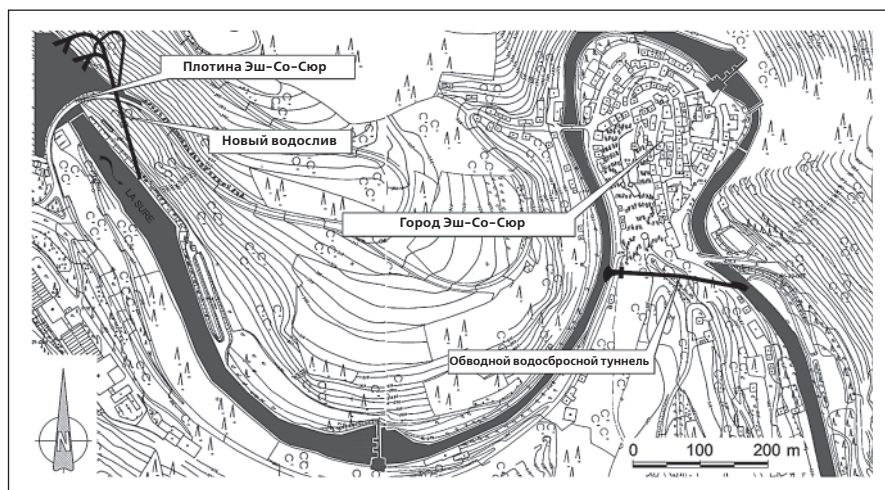 Плотина Эш-Со-Сюр
Новый водослив
LA SURE
Город Эш-Со-Сюр
Обводной водосбросной туннель
N
0 100 200 m